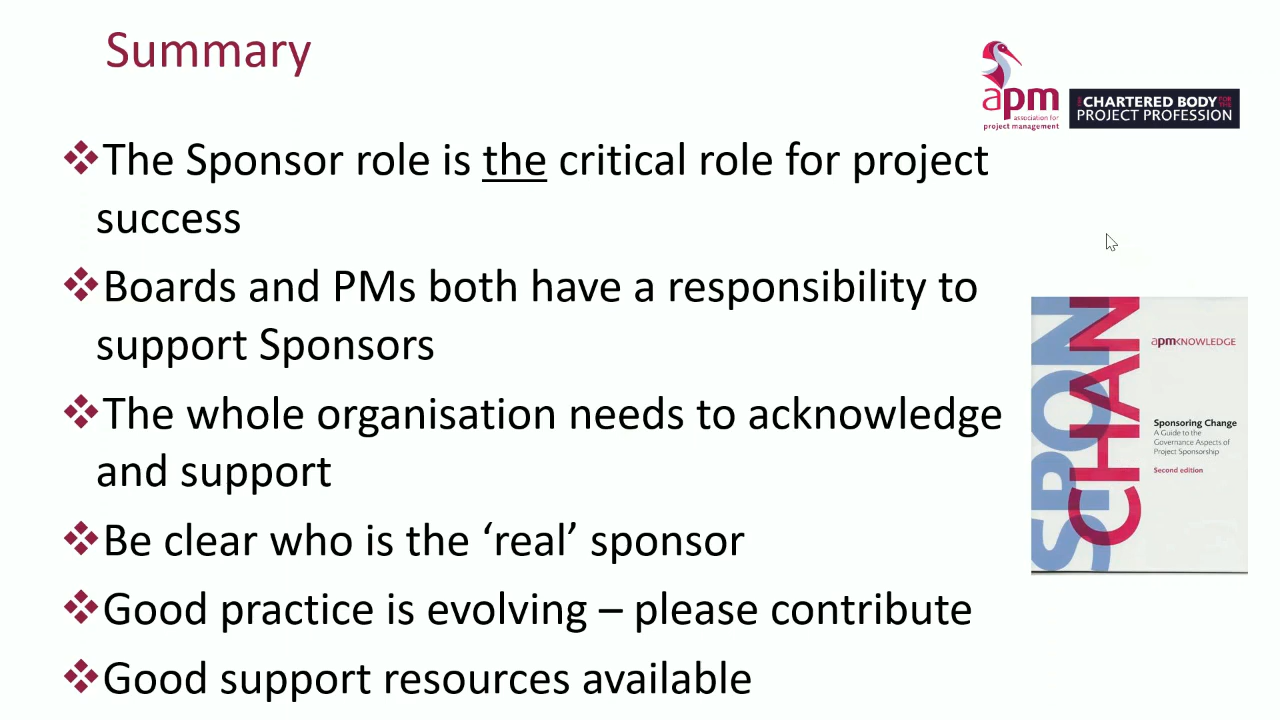 Summary
apm
association for
project management
THE CHARTERED BODY FOR THE
PROJECT PROFESSION
❖The Sponsor role is the critical role for project
success
❖Boards and PMs both have a responsibility to
support Sponsors
❖The whole organisation needs to acknowledge
and support
❖Be clear who is the ‘real’ sponsor
❖Good practice is evolving – please contribute
❖Good support resources available
SPON
CHAN
apmKNOWLEDGE
Sponsoring Change
A Guide to the
Governance Aspects of
Project Sponsorship
Second edition